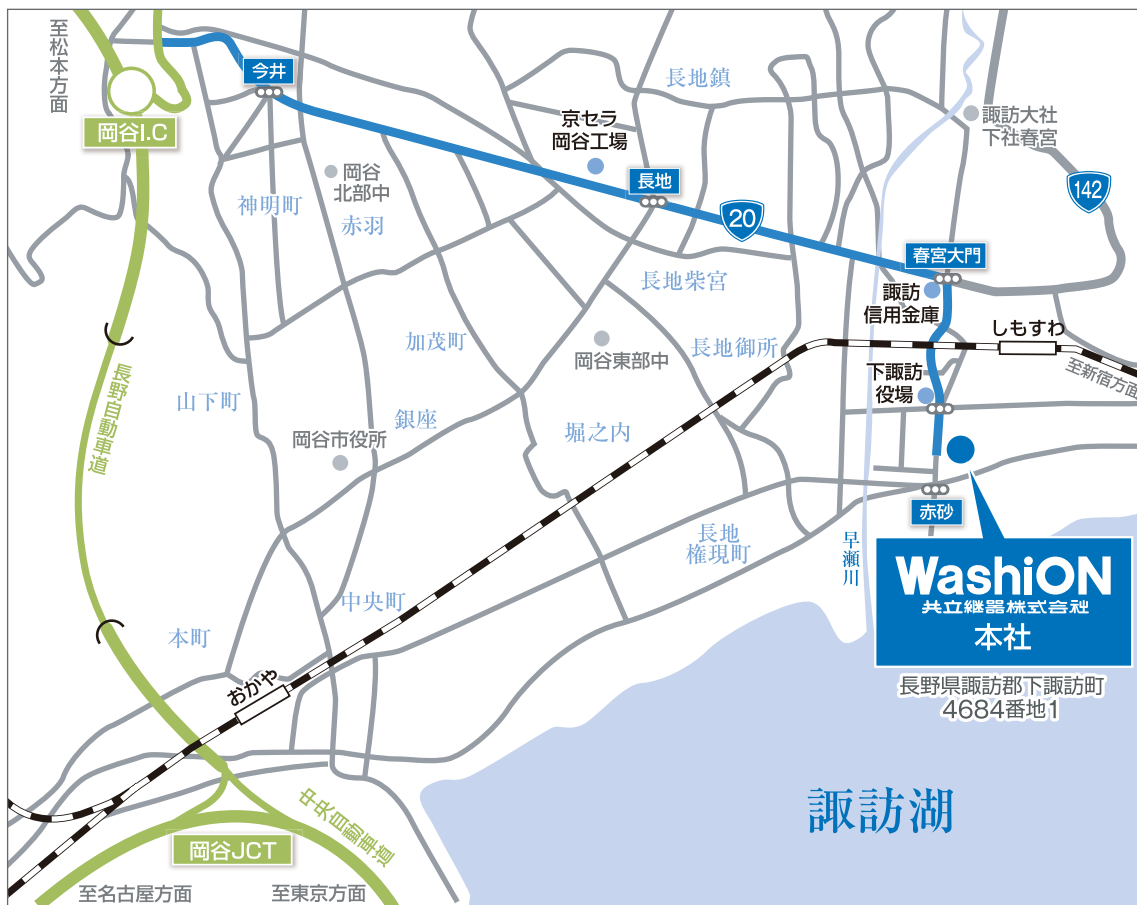 至松本方面
今井
長地鎮
岡谷I.C
京セラ
岡谷工場
諏訪大社
下社春宮
岡谷
北部中
長地
142
神明町
赤羽
20
春宮大門
長地柴宮
諏訪
信用金庫
しもすわ
加茂町
岡谷東部中
長地御所
至新宿方面
下諏訪
役場
長野自動車道
山下町
銀座
岡谷市役所
堀之内
赤砂
長地
権現町
早瀬川
WashiON
共立継器株式会社
本社
中央町
本町
おかや
長野県諏訪郡下諏訪町
4684番地1
諏訪湖
中央自動車道
岡谷JCT
至名古屋方面
至東京方面